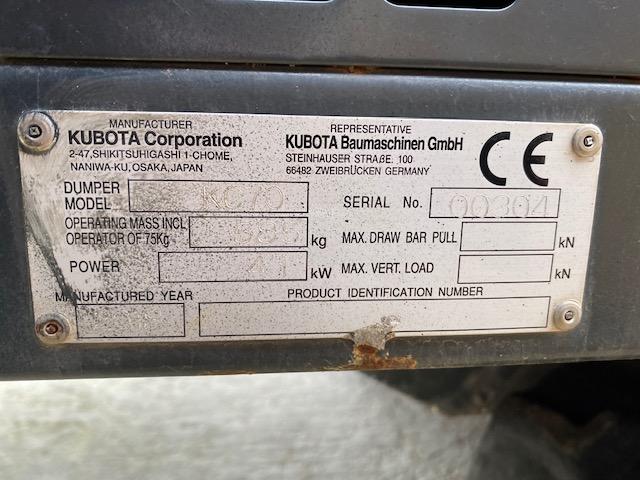 MANUFACTURER
KUBOTA Corporation
2-47, SHIKITSUHIGASHI 1-CHOME,
NANIWA-KU, OSAKA, JAPAN
REPRESENTATIVE
KUBOTA Baumaschinen GmbH
STEINHAUSER STRAßE. 100
66482 ZWEIBRÜCKEN GERMANY
CE
DUMPER MODEL KC70
SERIAL No. 00304
OPERATING MASS INCL
OPERATOR OF 75Kg kg
MAX. DRAW BAR PULL kN
POWER kW
MAX. VERT. LOAD kN
MANUFACTURED YEAR
PRODUCT IDENTIFICATION NUMBER